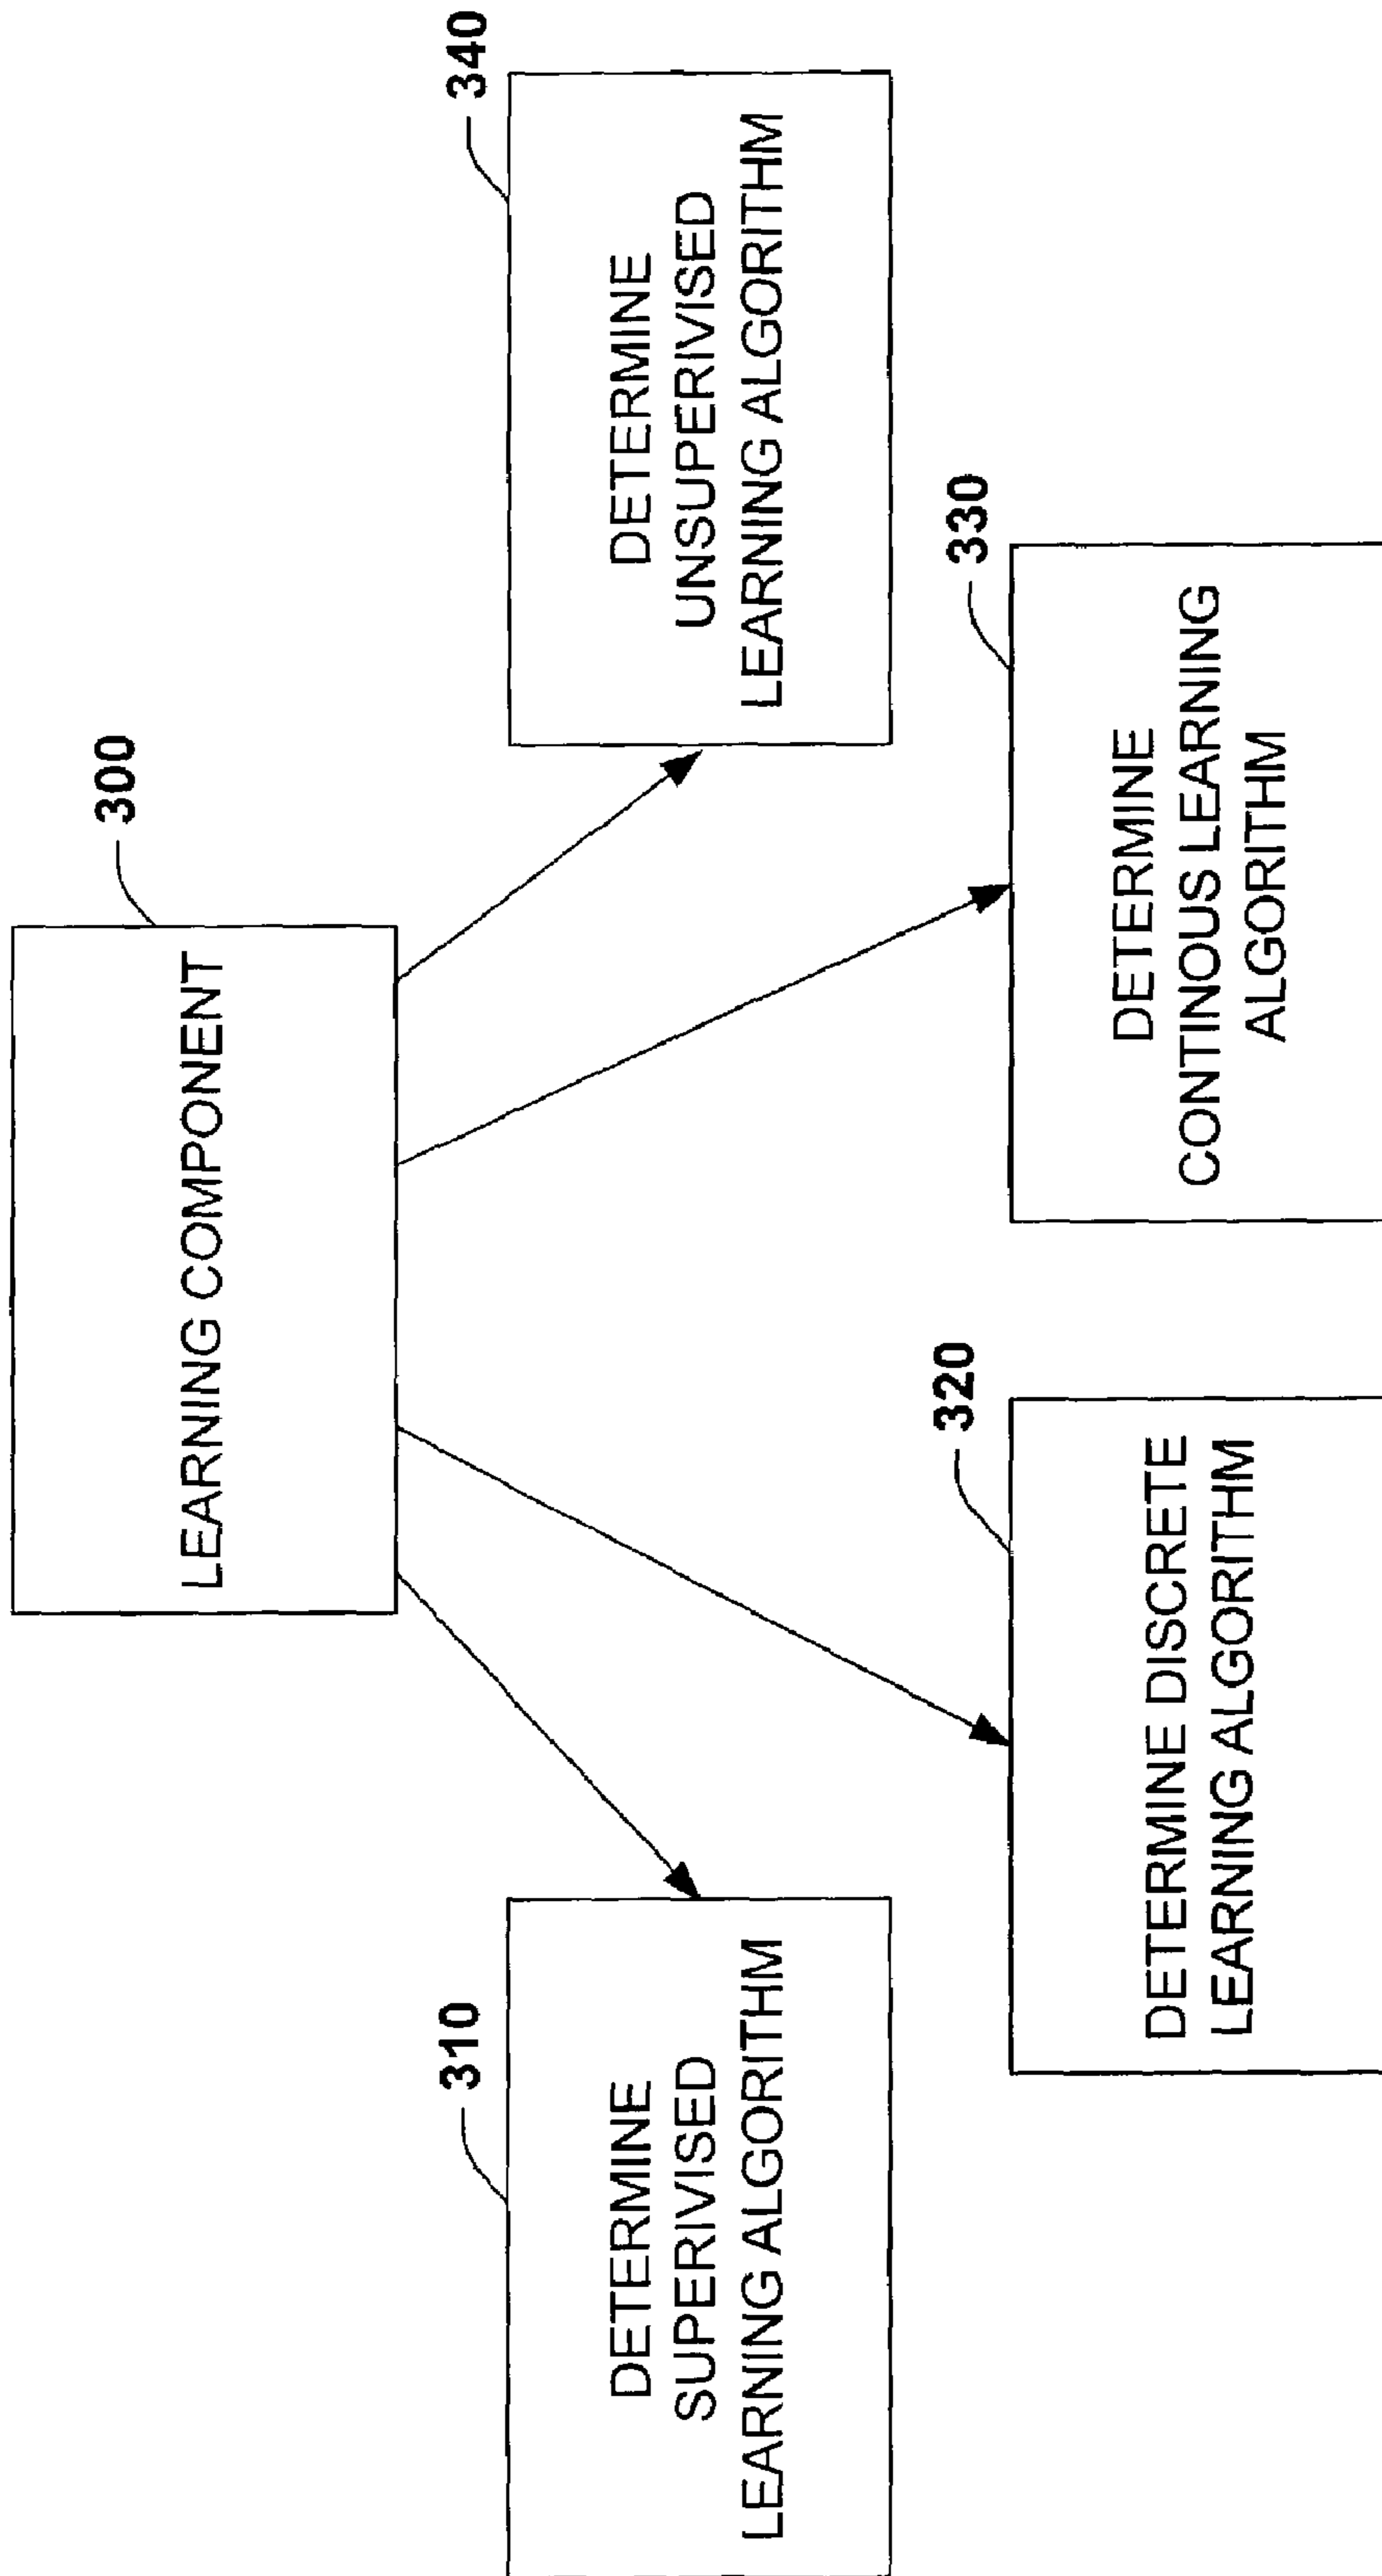 300
LEARNING COMPONENT
310
DETERMINE
SUPERIVISED
LEARNING ALGORITHM
340
DETERMINE
UNSUPERIVISED
LEARNING ALGORITHM
320
DETERMINE DISCRETE
LEARNING ALGORITHM
330
DETERMINE
CONTINOUS LEARNING
ALGORITHM